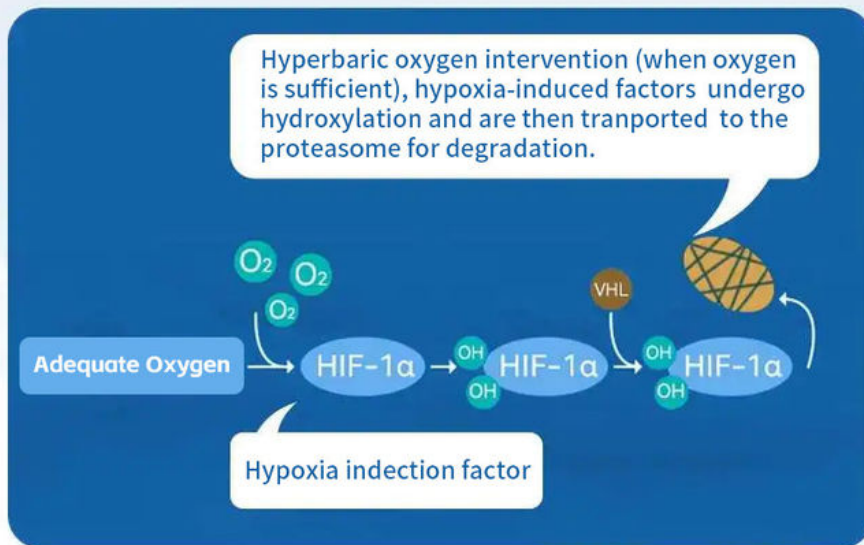 Hyperbaric oxygen intervention (when oxygen
is sufficient), hypoxia-induced factors undergo
hydroxylation and are then tranported to the
proteasome for degradation.
O₂
O₂
O₂
VHL
Adequate Oxygen
HIF-1α
OH
OH
HIF-1α
OH
OH
HIF-1α
Hypoxia indection factor